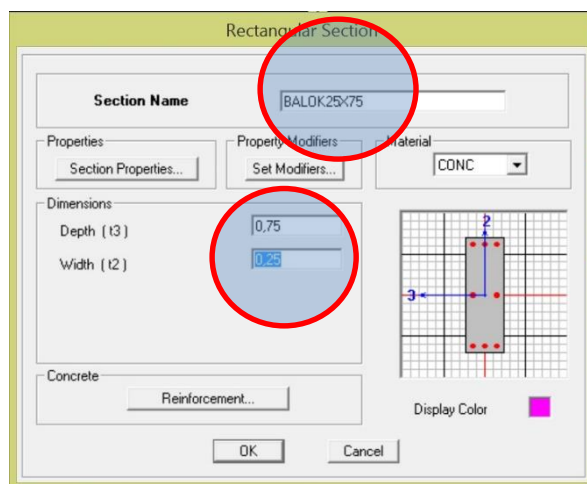 Rectangular Section
Section Name BALOK25X75
Properties Property Modifiers Material
Section Properties... Set Modifiers... CONC
Dimensions
Depth (t3) 0,75
Width (t2) 0,25
2
3
Concrete
Reinforcement...
Display Color
OK Cancel